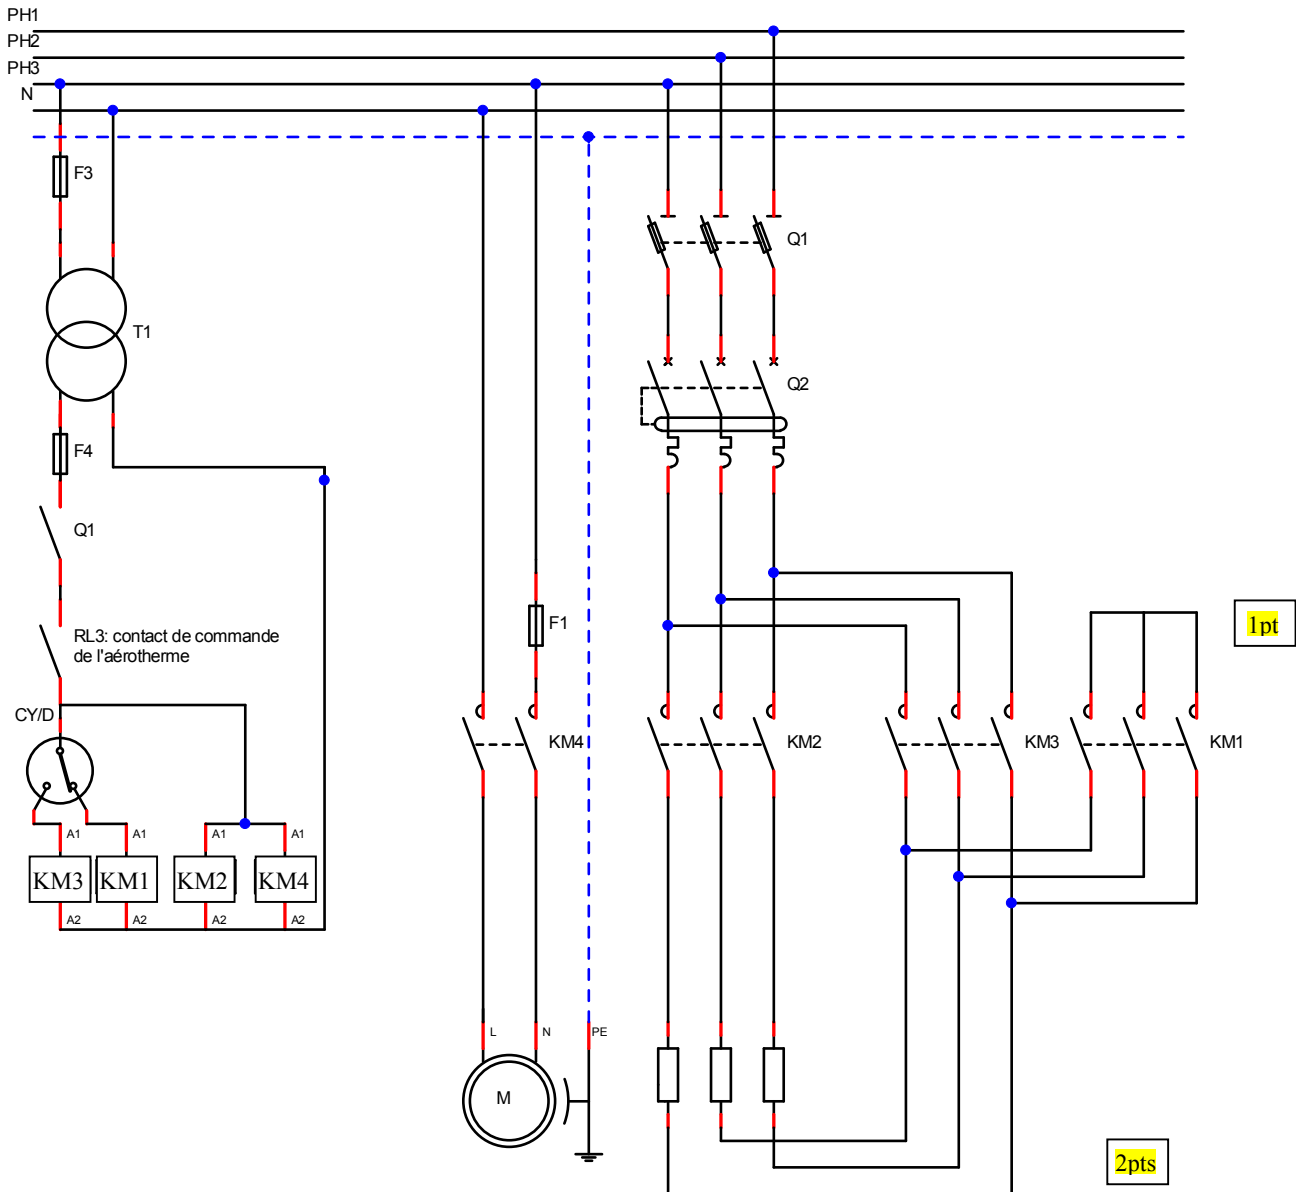 PH1
PH2
PH3
N
F3
Q1
T1
Q2
F4
Q1
F1
1pt
RL3: contact de commande
de l'aérotherme
CY/D
KM4
KM2
KM3
KM1
A1
A1
A1
A1
KM3
KM1
KM2
KM4
A2
A2
A2
A2
L
N
PE
M
2pts